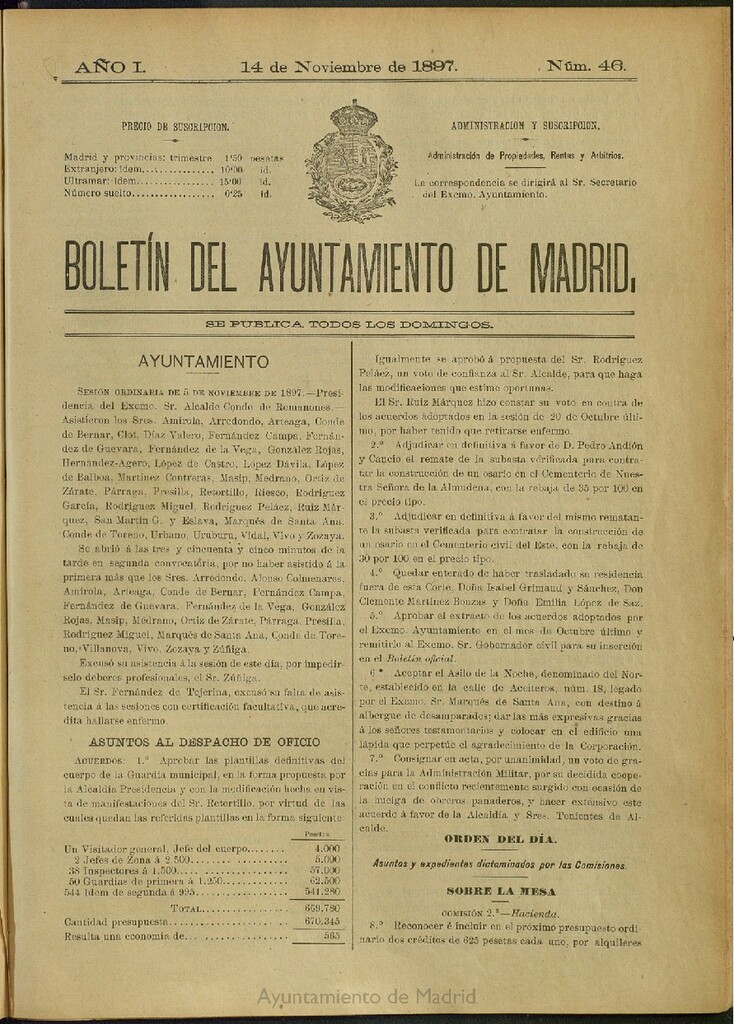 AÑO I.
14 de Noviembre de 1897.
Núm. 46.
PRECIO DE SUSCRIPCION.
Madrid y provincias: trimestre 1'50 pesetas
Extranjero: ídem............... 10'00 id.
Ultramar: ídem................ 15'00 id.
Número suelto................ 0'25 id.
ADMINISTRACION Y SUSCRIPCION.
Administración de Propiedades, Rentas y Arbitrios.
La correspondencia se dirigirá al Sr. Secretario
del Excmo. Ayuntamiento.
BOLETÍN DEL AYUNTAMIENTO DE MADRID.
SE PUBLICA TODOS LOS DOMINGOS.
AYUNTAMIENTO
SESIÓN ORDINARIA DE 5 DE NOVIEMBRE DE 1897.—Presi-
dencia del Excmo. Sr. Alcalde Conde de Romanones.—
Asistieron los Sres. Amirola, Arredondo, Arteaga, Conde
de Bernar, Clot, Díaz Valero, Fernández Campa, Fernán-
dez de Guevara, Fernández de la Vega, González Rojas,
Hernández-Agero, López de Castro, López Dávila, López
de Balboa, Martínez Contreras, Masip, Medrano, Ortiz de
Zárate, Párraga, Presilla, Retortillo, Riesco, Rodríguez
García, Rodríguez Miguel, Rodríguez Peláez, Ruiz Már-
quez, San Martín G. y Eslava, Marqués de Santa Ana.
Conde de Toreno, Urbano, Uruburu, Vidal, Vivo y Zozaya.
Se abrió á las tres y cincuenta y cinco minutos de la
tarde en segunda convocatoria, por no haber asistido á la
primera más que los Sres. Arredondo, Alonso Colmenares,
Amirola, Arteaga, Conde de Bernar, Fernández Campa,
Fernández de Guevara, Fernández de la Vega, González
Rojas, Masip, Medrano, Ortiz de Zárate, Párraga, Presilla,
Rodríguez Miguel, Marqués de Santa Ana, Conde de Tore-
no, Villanova, Vivo, Zozaya y Zúñiga.
Excusó su asistencia á la sesión de este día, por impedír-
selo deberes profesionales, el Sr. Zúñiga.
El Sr. Fernández de Tejerina, excusó su falta de asis-
tencia á las sesiones con certificación facultativa, que acre-
dita hallarse enfermo.
ASUNTOS AL DESPACHO DE OFICIO
ACUERDOS: 1.º Aprobar las plantillas definitivas del
cuerpo de la Guardia municipal, en la forma propuesta por
la Alcaldía Presidencia y con la modificación hecha en vis-
ta de manifestaciones del Sr. Retortillo, por virtud de las
cuales quedan las referidas plantillas en la forma siguiente:
Pesetas
Un Visitador general, Jefe del cuerpo........ 4.000
2 Jefes de Zona á 2.500.................... 5.000
38 Inspectores á 1.500...................... 57.000
50 Guardias de primera á 1.250............. 62.500
544 Idem de segunda á 995.................. 541.280
TOTAL................. 669.780
Cantidad presupuesta....................... 670.345
Resulta una economía de................... 565
Igualmente se aprobó á propuesta del Sr. Rodríguez
Peláez, un voto de confianza al Sr. Alcalde, para que haga
las modificaciones que estime oportunas.
El Sr. Ruiz Márquez hizo constar su voto en contra de
los acuerdos adoptados en la sesión de 20 de Octubre últi-
mo, por haber tenido que retirarse enfermo.
2.º Adjudicar en definitiva á favor de D. Pedro Andión
y Cancio el remate de la subasta verificada para contra-
tar la construcción de un osario en el Cementerio de Nues-
tra Señora de la Almudena, con la rebaja de 35 por 100 en
el precio tipo.
3.º Adjudicar en definitiva á favor del mismo rematan-
te la subasta verificada para contratar la construcción de
un osario en el Cementerio civil del Este, con la rebaja de
30 por 100 en el precio tipo.
4.º Quedar enterado de haber trasladado su residencia
fuera de esta Corte, Doña Isabel Grimaud y Sánchez, Don
Clemente Martínez Bouzas y Doña Emilia López de Saz.
5.º Aprobar el extracto de los acuerdos adoptados por
el Excmo. Ayuntamiento en el mes de Octubre último y
remitirlo al Excmo. Sr. Gobernador civil para su inserción
en el Boletín oficial.
6.º Aceptar el Asilo de la Noche, denominado del Nor-
te, establecido en la calle de Aceiteros, núm. 18, legado
por el Excmo. Sr. Marqués de Santa Ana, con destino á
albergue de desamparados; dar las más expresivas gracias
á los señores testamentarios y colocar en el edificio una
lápida que perpetúe el agradecimiento de la Corporación.
7.º Consignar en acta, por unanimidad, un voto de gra-
cias para la Administración Militar, por su decidida coope-
ración en el conflicto recientemente surgido con ocasión de
la huelga de obreros panaderos, y hacer extensivo este
acuerdo á favor de la Alcaldía y Sres. Tenientes de Al-
calde.
ORDEN DEL DÍA.
Asuntos y expedientes dictaminados por las Comisiones.
SOBRE LA MESA
COMISIÓN 2.ª—Hacienda.
8.º Reconocer é incluir en el próximo presupuesto ordi-
nario dos créditos de 625 pesetas cada uno, por alquileres
Ayuntamiento de Madrid